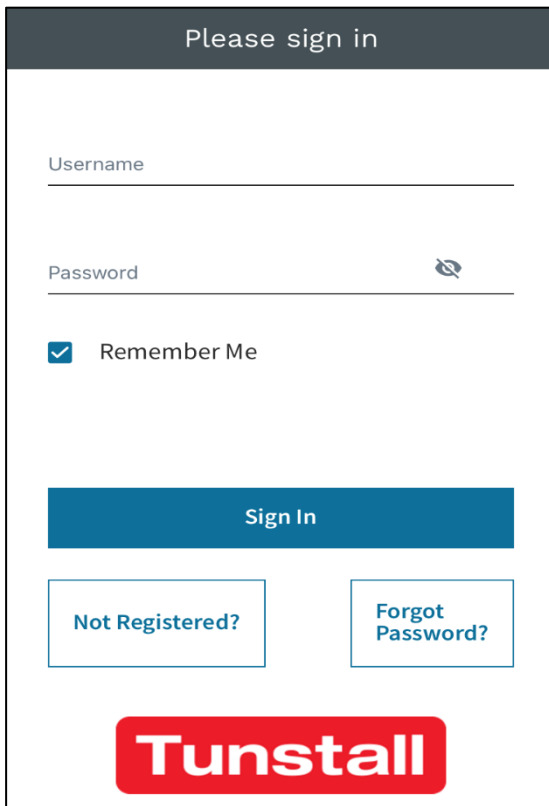 Please sign in
Username
Password
Remember Me
Sign In
Not Registered?
Forgot
Password?
Tunstall